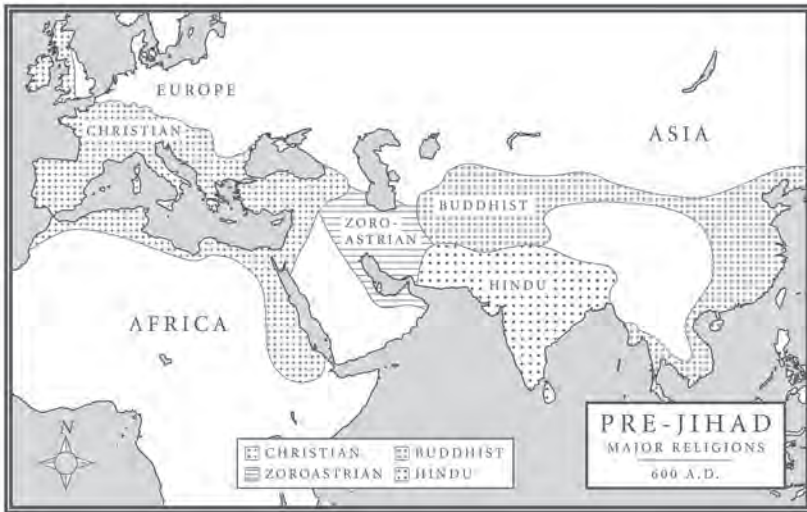 EUROPE
CHRISTIAN
ASIA
BUDDHIST
ZORO-
ASTRIAN
HINDU
AFRICA
PRE-JIHAD
MAJOR RELIGIONS
600 A.D.
CHRISTIAN BUDDHIST
ZOROASTRIAN HINDU